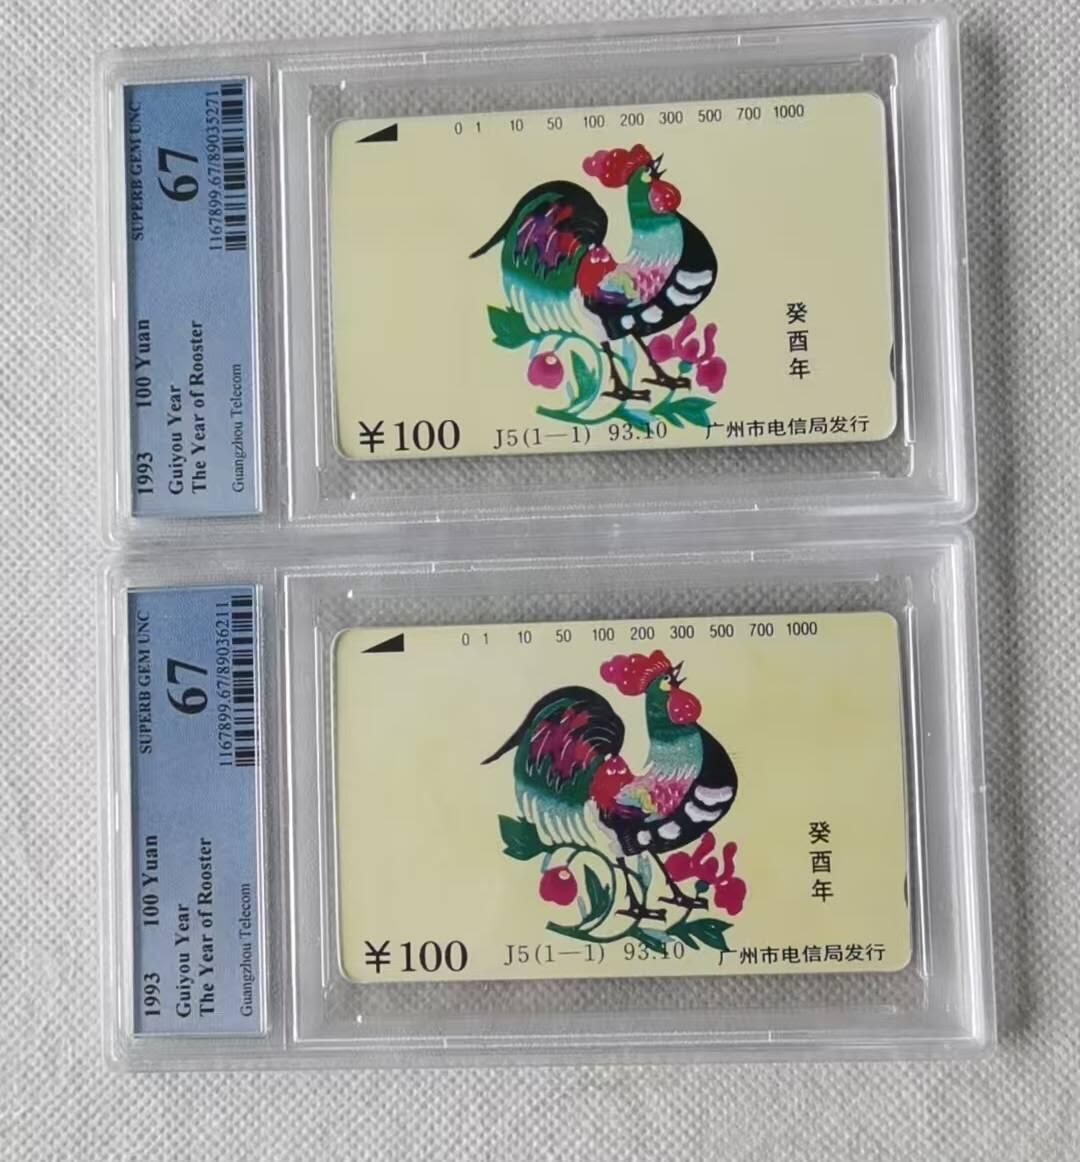 SUPERB GEM UNC
67
1167899.67/89035271
1993 100 Yuan
Guiyou Year
The Year of Rooster
Guangzhou Telecom
0 1 10 50 100 200 300 500 700 1000
癸酉年
¥100 J5(1—1) 93.10 广州市电信局发行
SUPERB GEM UNC
67
1167899.67/89036211
1993 100 Yuan
Guiyou Year
The Year of Rooster
Guangzhou Telecom
0 1 10 50 100 200 300 500 700 1000
癸酉年
¥100 J5(1—1) 93.10 广州市电信局发行